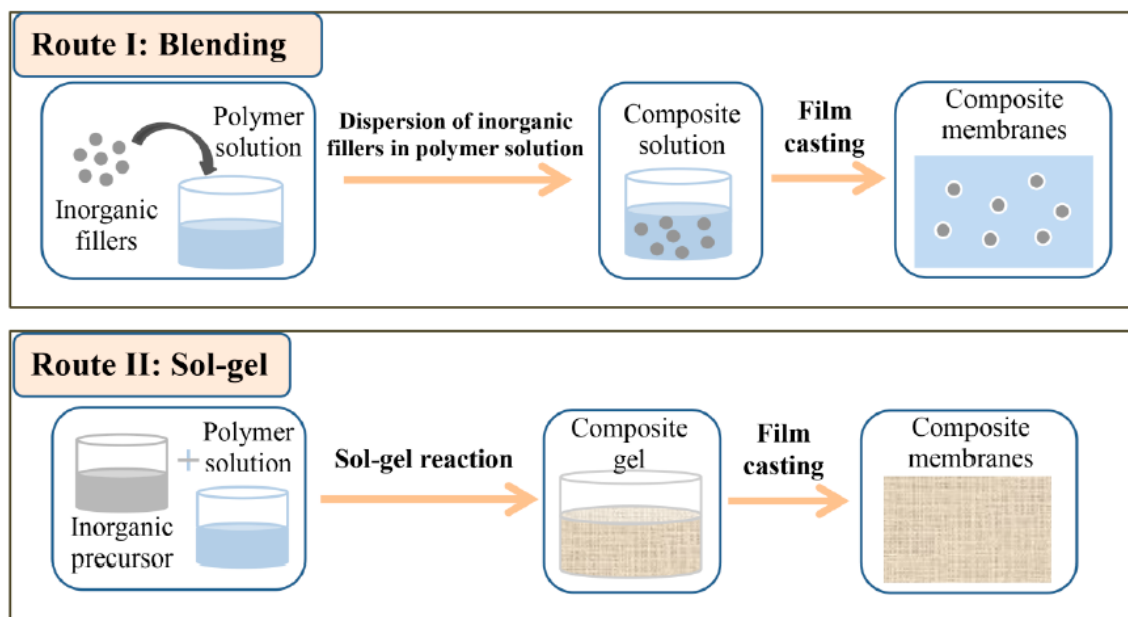 Route I: Blending
Polymer
solution
Inorganic
fillers
Dispersion of inorganic
fillers in polymer solution
Composite
solution
Film
casting
Composite
membranes
Route II: Sol-gel
Polymer
solution
+
Inorganic
precursor
Sol-gel reaction
Composite
gel
Film
casting
Composite
membranes